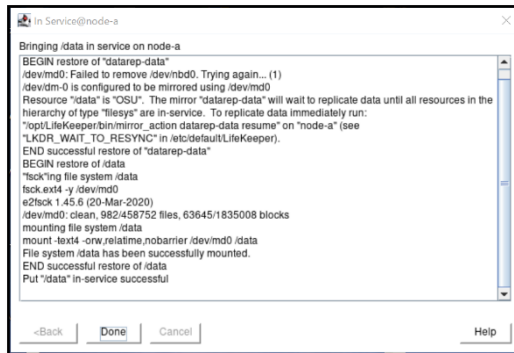 In Service@node-a
Bringing /data in service on node-a
BEGIN restore of "datarep-data"
/dev/md0: Failed to remove /dev/nbd0. Trying again... (1)
/dev/dm-0 is configured to be mirrored using /dev/md0
Resource "/data" is "OSU".  The mirror "datarep-data" will wait to replicate data until all resources in the
hierarchy of type "filesys" are in-service.  To replicate data immediately run:
"/opt/LifeKeeper/bin/mirror_action datarep-data resume" on "node-a" (see
"LKDR_WAIT_TO_RESYNC" in /etc/default/LifeKeeper).
END successful restore of "datarep-data"
BEGIN restore of /data
"fsck"ing file system /data
fsck.ext4 -y /dev/md0
e2fsck 1.45.6 (20-Mar-2020)
/dev/md0: clean, 982/458752 files, 63645/1835008 blocks
mounting file system /data
mount -text4 -orw,relatime,nobarrier /dev/md0 /data
File system /data has been successfully mounted.
END successful restore of /data
Put "/data" in-service successful
<Back Done Cancel Help